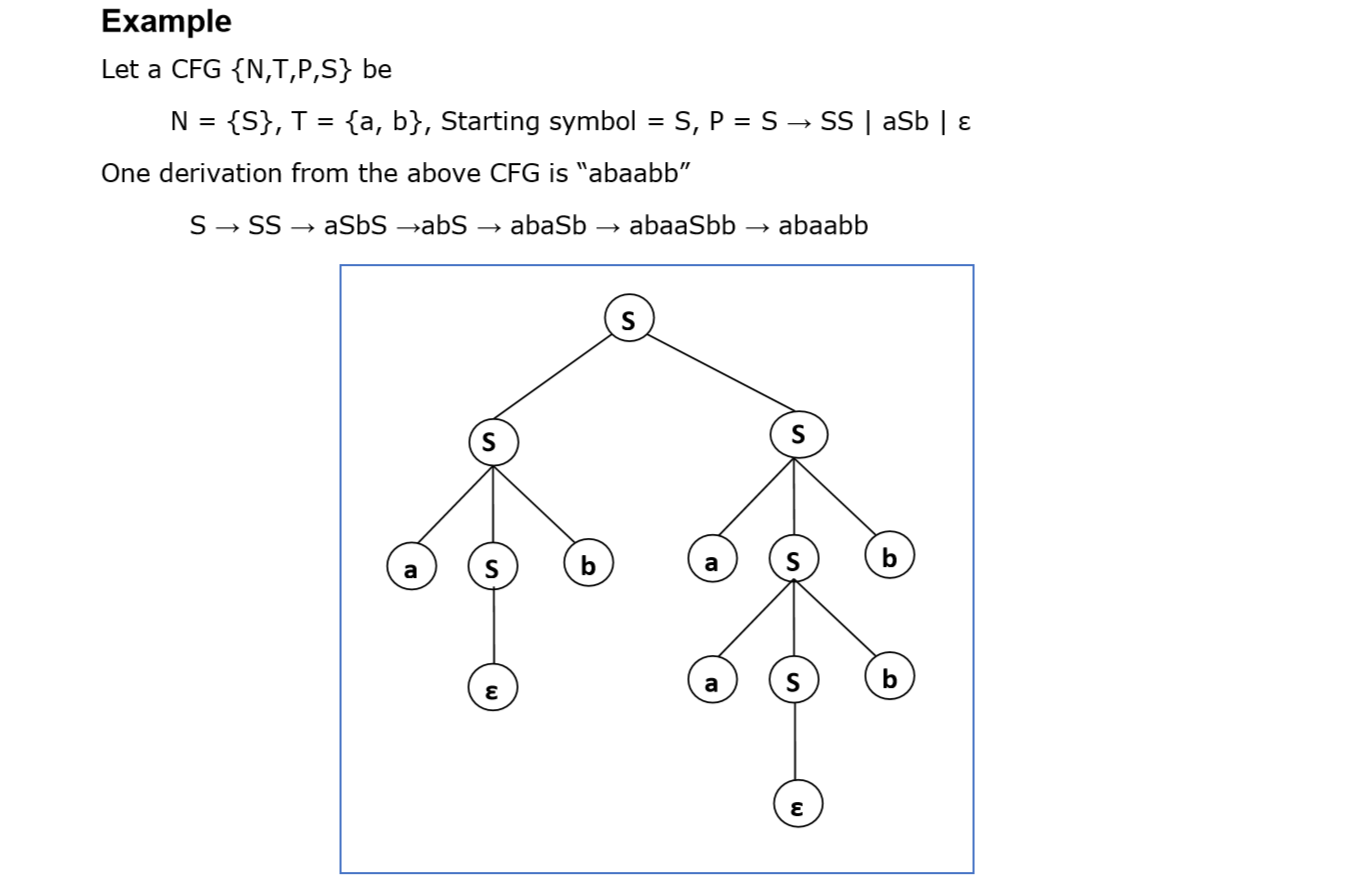 Example
Let a CFG {N,T,P,S} be
N = {S}, T = {a, b}, Starting symbol = S, P = S → SS | aSb | ε
One derivation from the above CFG is “abaabb”
S → SS → aSbS →abS → abaSb → abaaSbb → abaabb
S
S S
a S b a S b
ε a S b
ε